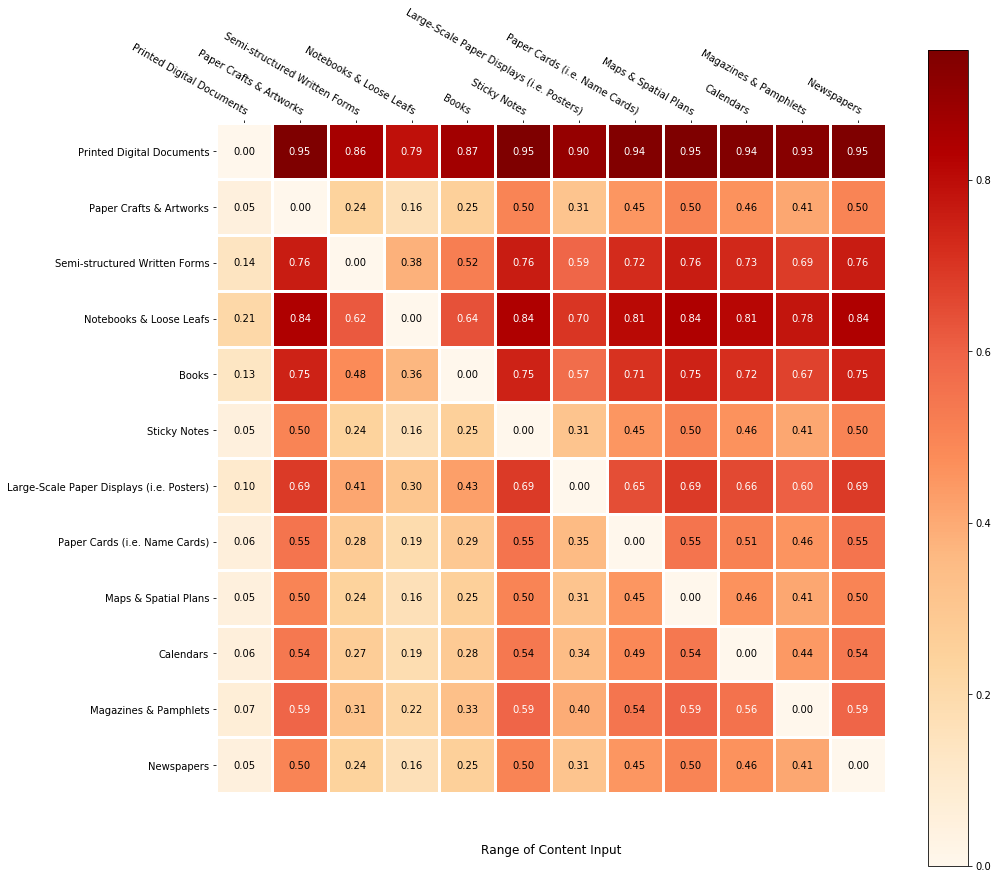 Printed Digital Documents
Paper Crafts & Artworks
Semi-structured Written Forms
Notebooks & Loose Leafs
Books
Sticky Notes
Large-Scale Paper Displays (i.e. Posters)
Paper Cards (i.e. Name Cards)
Maps & Spatial Plans
Calendars
Magazines & Pamphlets
Newspapers
Printed Digital Documents 0.00 0.95 0.86 0.79 0.87 0.95 0.90 0.94 0.95 0.94 0.93 0.95
Paper Crafts & Artworks 0.05 0.00 0.24 0.16 0.25 0.50 0.31 0.45 0.50 0.46 0.41 0.50
Semi-structured Written Forms 0.14 0.76 0.00 0.38 0.52 0.76 0.59 0.72 0.76 0.73 0.69 0.76
Notebooks & Loose Leafs 0.21 0.84 0.62 0.00 0.64 0.84 0.70 0.81 0.84 0.81 0.78 0.84
Books 0.13 0.75 0.48 0.36 0.00 0.75 0.57 0.71 0.75 0.72 0.67 0.75
Sticky Notes 0.05 0.50 0.24 0.16 0.25 0.00 0.31 0.45 0.50 0.46 0.41 0.50
Large-Scale Paper Displays (i.e. Posters) 0.10 0.69 0.41 0.30 0.43 0.69 0.00 0.65 0.69 0.66 0.60 0.69
Paper Cards (i.e. Name Cards) 0.06 0.55 0.28 0.19 0.29 0.55 0.35 0.00 0.55 0.51 0.46 0.55
Maps & Spatial Plans 0.05 0.50 0.24 0.16 0.25 0.50 0.31 0.45 0.00 0.46 0.41 0.50
Calendars 0.06 0.54 0.27 0.19 0.28 0.54 0.34 0.49 0.54 0.00 0.44 0.54
Magazines & Pamphlets 0.07 0.59 0.31 0.22 0.33 0.59 0.40 0.54 0.59 0.56 0.00 0.59
Newspapers 0.05 0.50 0.24 0.16 0.25 0.50 0.31 0.45 0.50 0.46 0.41 0.00
Range of Content Input
0.8
0.6
0.4
0.2
0.0